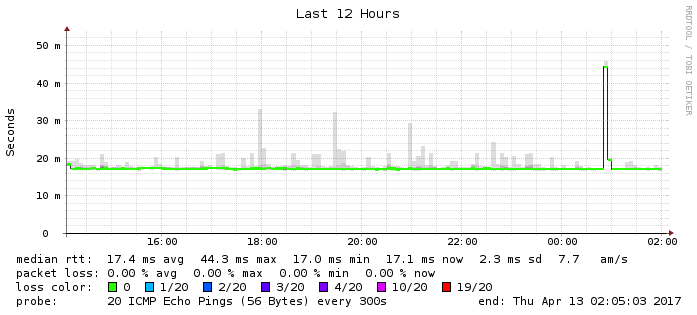 Last 12 Hours
RRDTOOL / TOBI OETIKER
Seconds
50 m
40 m
30 m
20 m
10 m
0
16:00 18:00 20:00 22:00 00:00 02:00
median rtt: 17.4 ms avg 44.3 ms max 17.0 ms min 17.1 ms now 2.3 ms sd 7.7 am/s
packet loss: 0.00 % avg 0.00 % max 0.00 % min 0.00 % now
loss color: 0 1/20 2/20 3/20 4/20 10/20 19/20
probe: 20 ICMP Echo Pings (56 Bytes) every 300s end: Thu Apr 13 02:05:03 2017